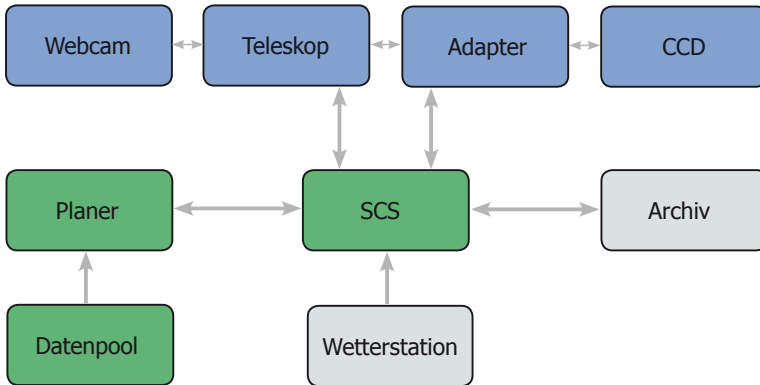 Webcam
Teleskop
Adapter
CCD
Planer
SCS
Archiv
Datenpool
Wetterstation